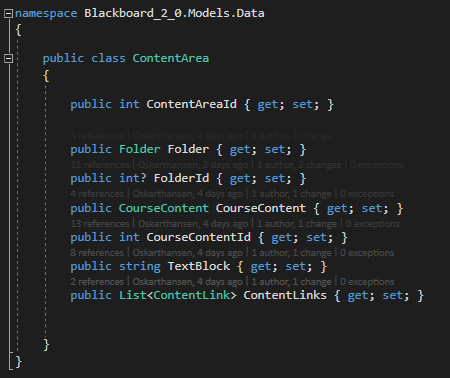 namespace Blackboard_2_0.Models.Data
{
public class ContentArea
{
public int ContentAreaId { get; set; }
4 references | Oskarthansen, 4 days ago | 1 author, 1 change
public Folder Folder { get; set; }
12 references | Oskarthansen, 2 days ago | 1 author, 2 changes | 0 exceptions
public int? FolderId { get; set; }
4 references | Oskarthansen, 4 days ago | 1 author, 1 change | 0 exceptions
public CourseContent CourseContent { get; set; }
13 references | Oskarthansen, 4 days ago | 1 author, 1 change | 0 exceptions
public int CourseContentId { get; set; }
8 references | Oskarthansen, 4 days ago | 1 author, 1 change | 0 exceptions
public string TextBlock { get; set; }
2 references | Oskarthansen, 4 days ago | 1 author, 1 change | 0 exceptions
public List<ContentLink> ContentLinks { get; set; }
}
}